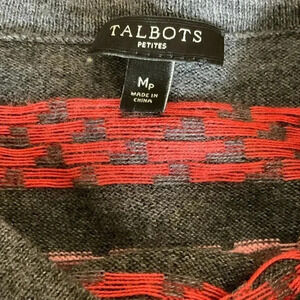 TALBOTS
PETITES
MP
MADE IN
CHINA